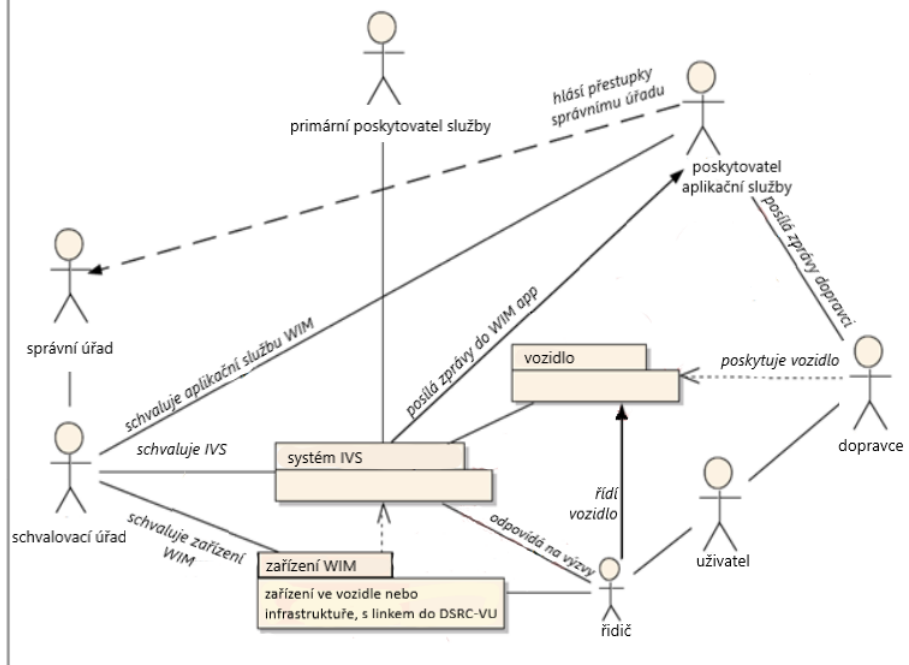 primární poskytovatel služby
hlásí přestupky
správnímu úřadu
poskytovatel
aplikační služby
posílá zprávy dopravci
správní úřad
schvaluje aplikační službu WIM
posílá zprávy do WIM app
vozidlo
poskytuje vozidlo
dopravce
schvaluje IVS
systém IVS
schvalovací úřad
schvaluje zařízení
WIM
odpovídá na výzvy
řídí
vozidlo
uživatel
zařízení WIM
zařízení ve vozidle nebo
infrastruktuře, s linkem do DSRC-VU
řidič